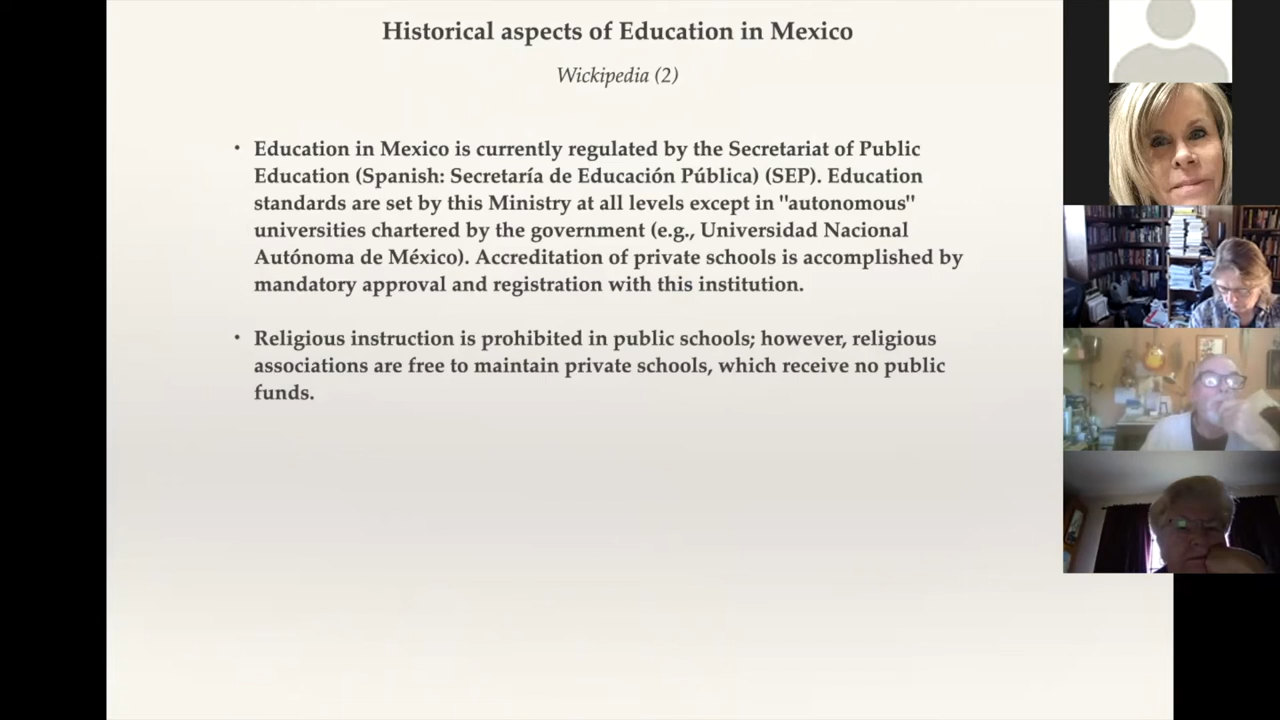 Historical aspects of Education in Mexico
Wickipedia (2)
• Education in Mexico is currently regulated by the Secretariat of Public
Education (Spanish: Secretaría de Educación Pública) (SEP). Education
standards are set by this Ministry at all levels except in "autonomous"
universities chartered by the government (e.g., Universidad Nacional
Autónoma de México). Accreditation of private schools is accomplished by
mandatory approval and registration with this institution.
• Religious instruction is prohibited in public schools; however, religious
associations are free to maintain private schools, which receive no public
funds.